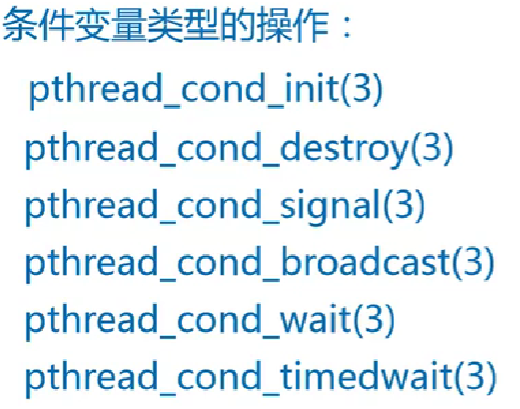 条件变量类型的操作：
pthread_cond_init(3)
pthread_cond_destroy(3)
pthread_cond_signal(3)
pthread_cond_broadcast(3)
pthread_cond_wait(3)
pthread_cond_timedwait(3)